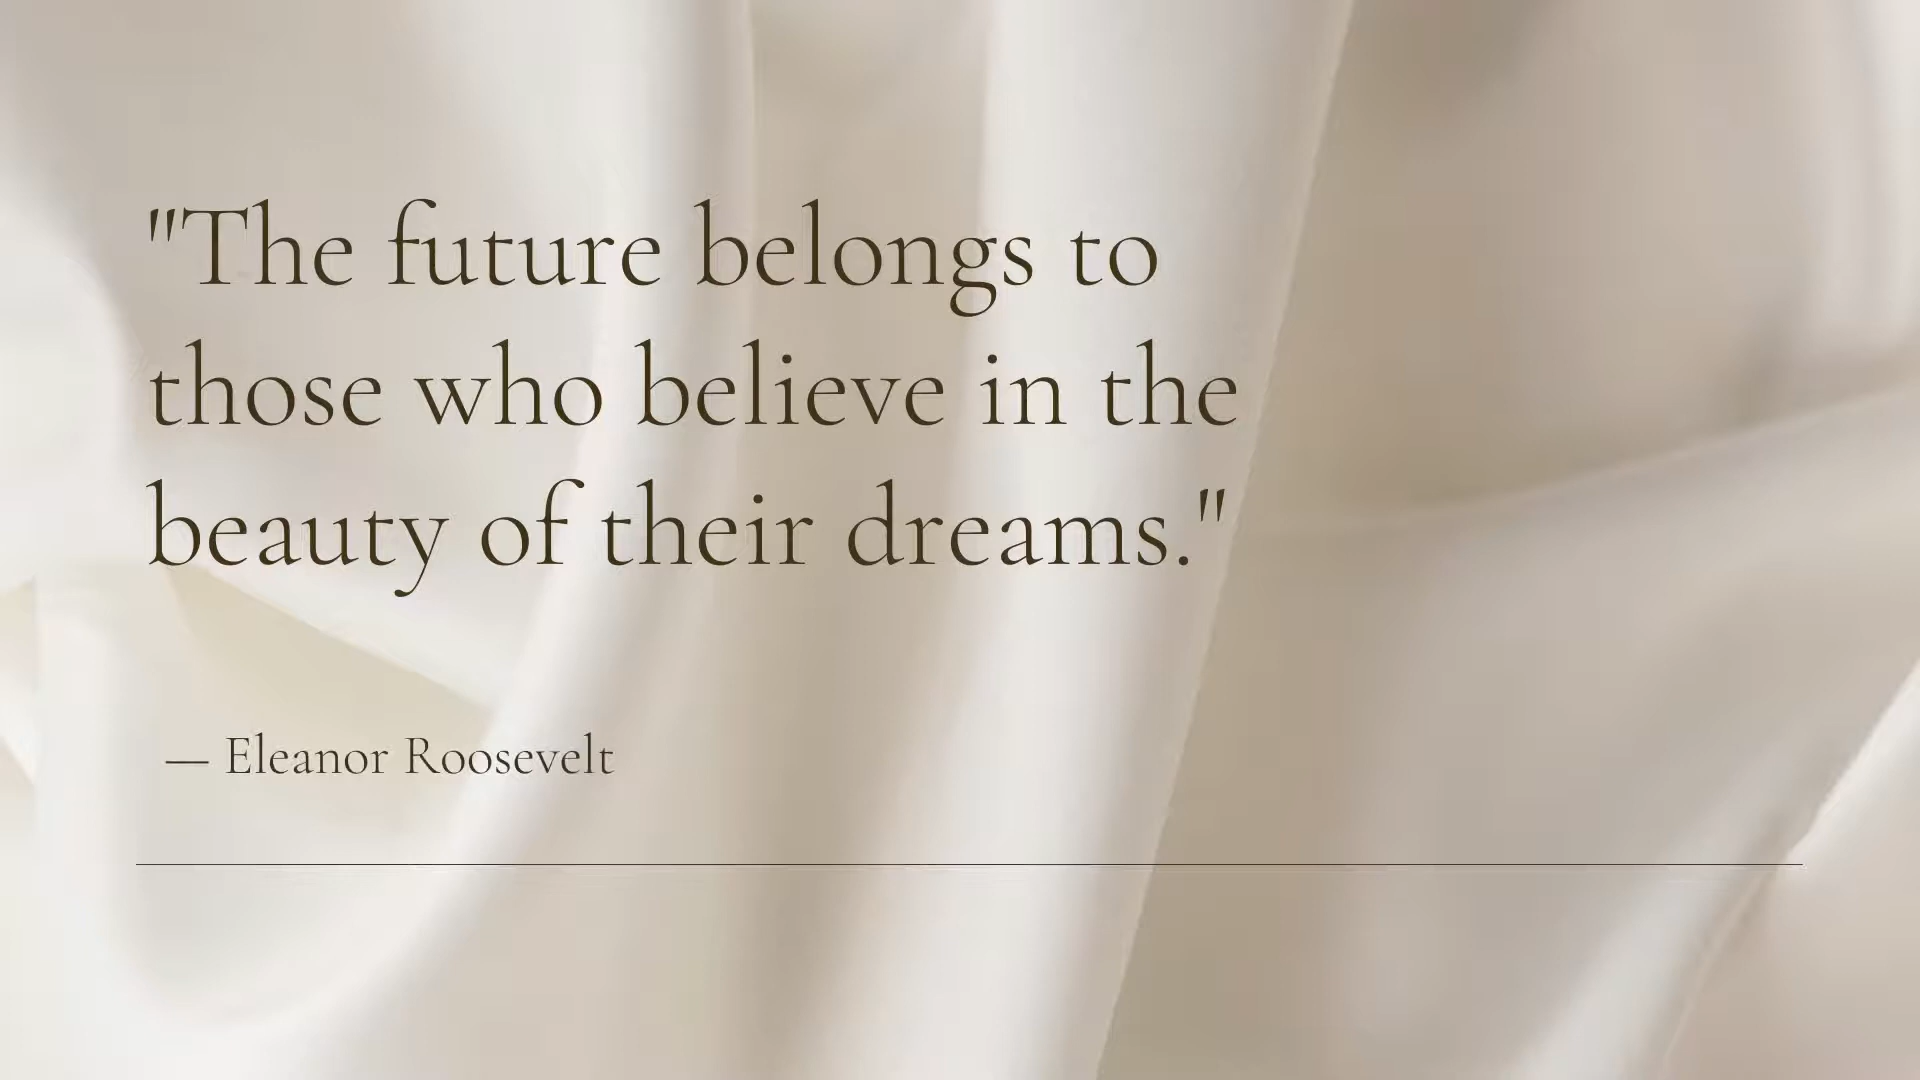 "The future belongs to
those who believe in the
beauty of their dreams."
— Eleanor Roosevelt